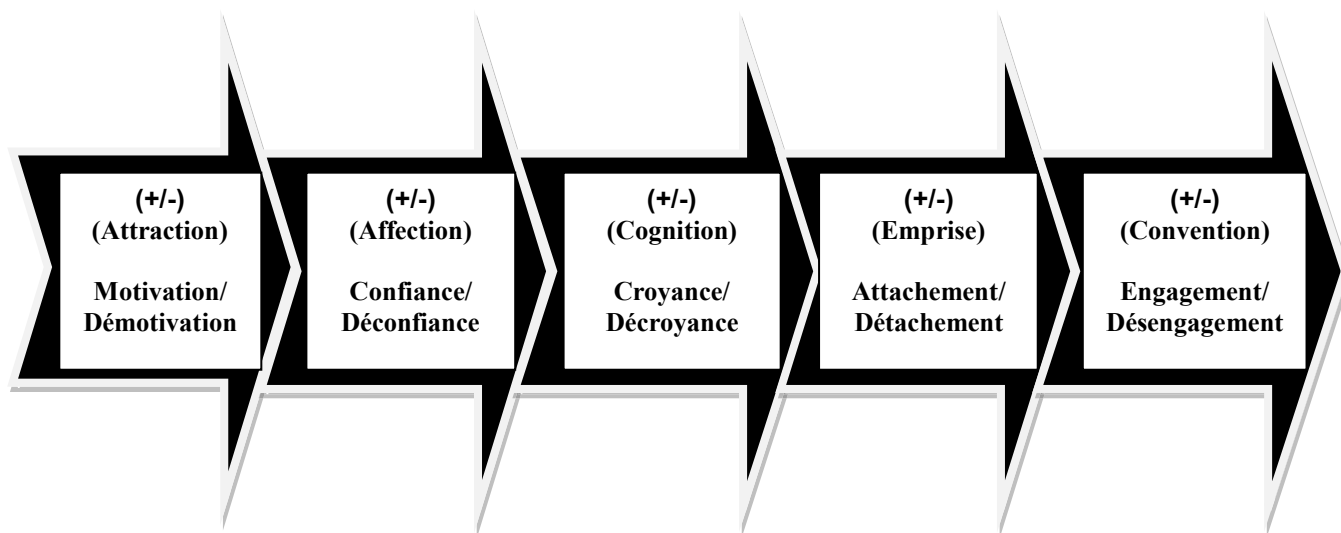 (+/-)
(Attraction)
Motivation/
Démotivation
(+/-)
(Affection)
Confiance/
Déconfiance
(+/-)
(Cognition)
Croyance/
Décroyance
(+/-)
(Emprise)
Attachement/
Détachement
(+/-)
(Convention)
Engagement/
Désengagement